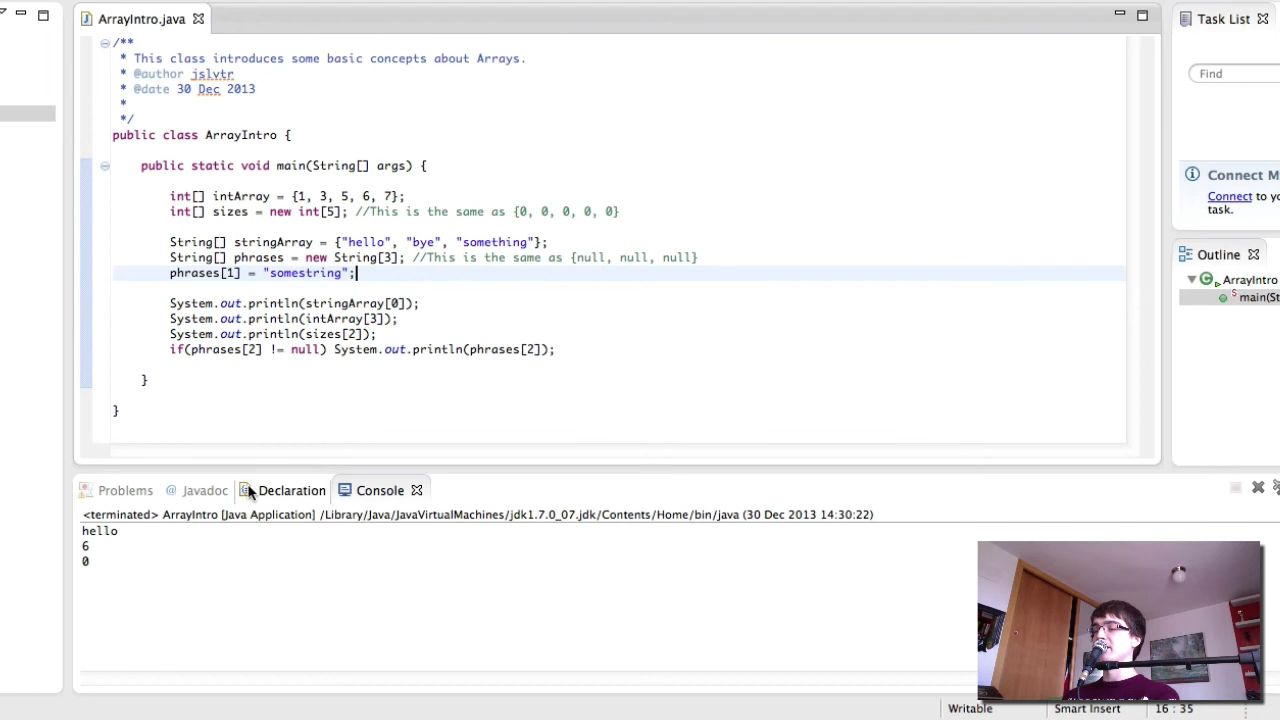 ArrayIntro.java
Task List
/**
* This class introduces some basic concepts about Arrays.
* @author jslvtr
* @date 30 Dec 2013
*
*/
public class ArrayIntro {
public static void main(String[] args) {
int[] intArray = {1, 3, 5, 6, 7};
int[] sizes = new int[5]; //This is the same as {0, 0, 0, 0, 0}
String[] stringArray = {"hello", "bye", "something"};
String[] phrases = new String[3]; //This is the same as {null, null, null}
phrases[1] = "somestring";
System.out.println(stringArray[0]);
System.out.println(intArray[3]);
System.out.println(sizes[2]);
if(phrases[2] != null) System.out.println(phrases[2]);
}
}
Find
Connect M
Connect to yo
task.
Outline
ArrayIntro
S main(St
Problems @ Javadoc Declaration Console
<terminated> ArrayIntro [Java Application] /Library/Java/JavaVirtualMachines/jdk1.7.0_07.jdk/Contents/Home/bin/java (30 Dec 2013 14:30:22)
hello
6
0
Writable Smart Insert 16 : 35